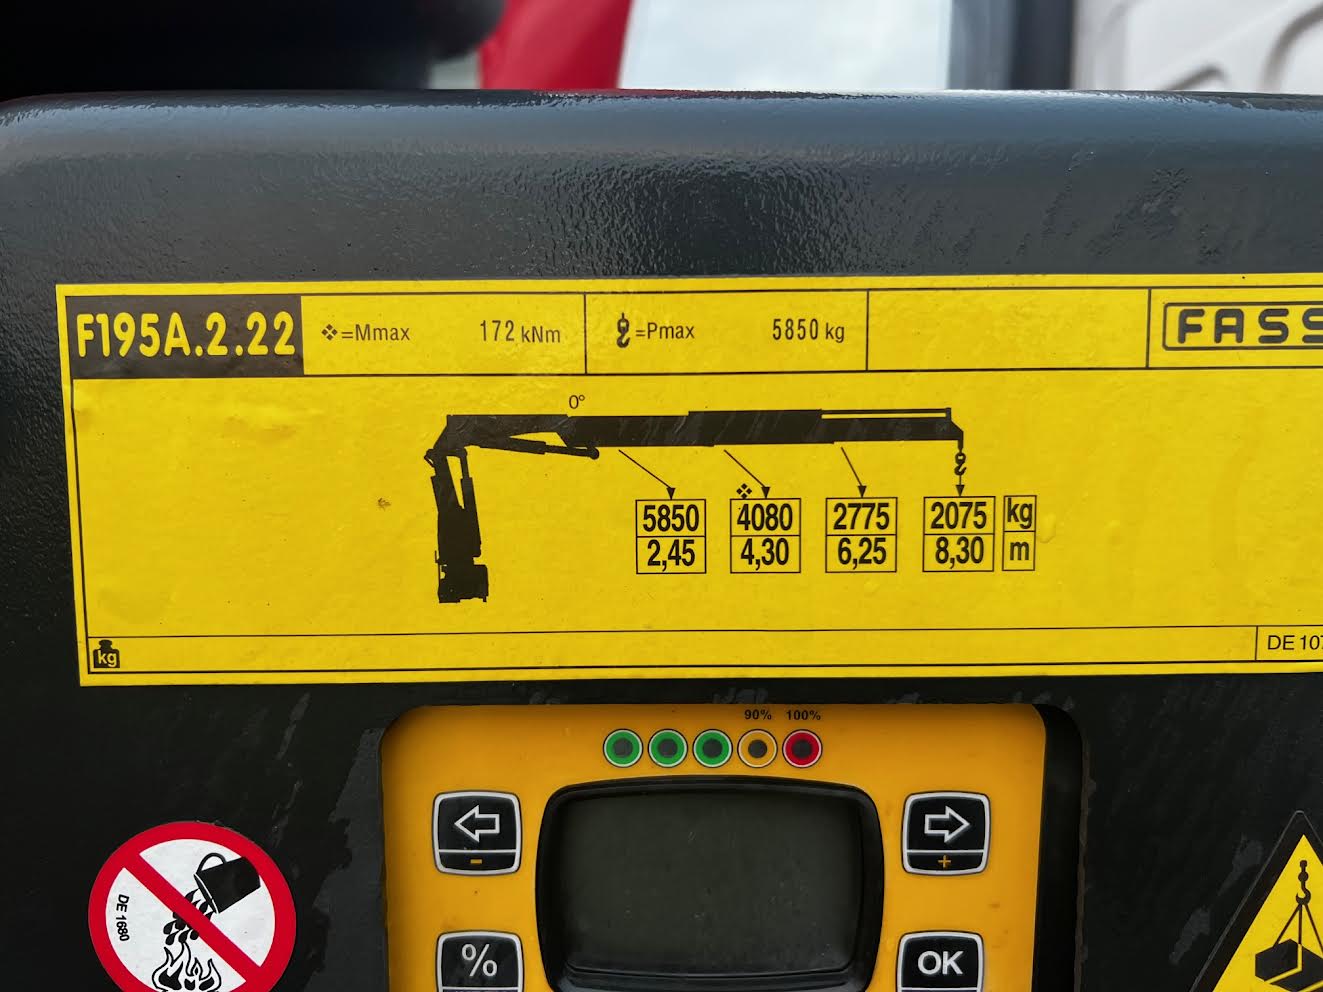 F195A.2.22 ❖=Mmax 172 kNm =Pmax 5850 kg FASS
0°
❖
5850 4080 2775 2075 kg
2,45 4,30 6,25 8,30 m
kg DE 107
90% 100%
- +
DE 1680
% OK